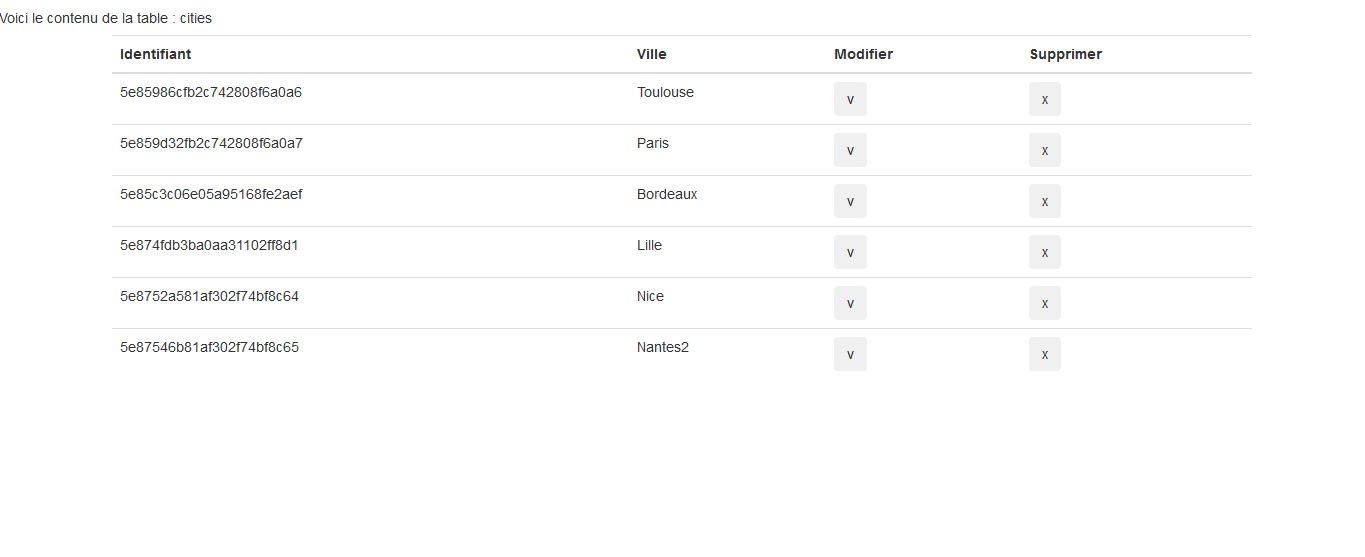 Voici le contenu de la table : cities
Identifiant Ville Modifier Supprimer
5e85986cfb2c742808f6a0a6 Toulouse v x
5e859d32fb2c742808f6a0a7 Paris v x
5e85c3c06e05a95168fe2aef Bordeaux v x
5e874fdb3ba0aa31102ff8d1 Lille v x
5e8752a581af302f74bf8c64 Nice v x
5e87546b81af302f74bf8c65 Nantes2 v x